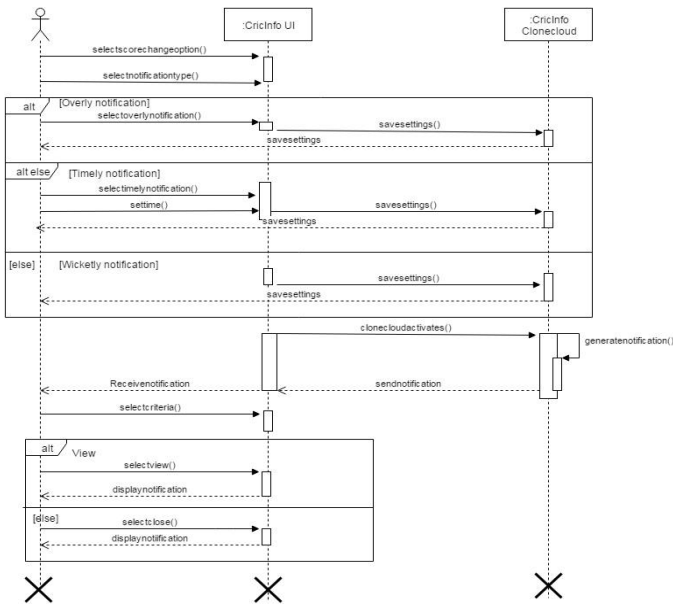 :CricInfo UI
:CricInfo
Clonecloud
selectscorechangeoption()
selectnotificationtype()
alt
[Overly notification]
selectoverlynotification()
savesettings()
savesettings
alt else
[Timely notification]
selectimelynotification()
settime()
savesettings()
savesettings
[else]
[Wicketly notification]
savesettings()
savesettings
clonecloudactivates()
generatenotification()
Receivenotification
sendnotification
selectcriteria()
alt
View
selectview()
displaynotification
[else]
selectclose()
displaynotification